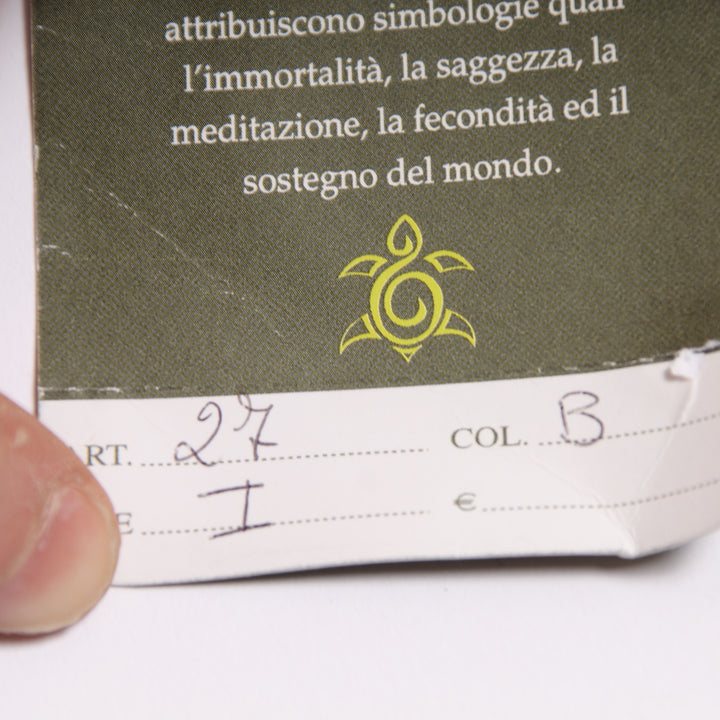 attribuiscono simbologie quali
l'immortalità, la saggezza, la
meditazione, la fecondità ed il
sostegno del mondo.
RT. 27 COL. B
E I €